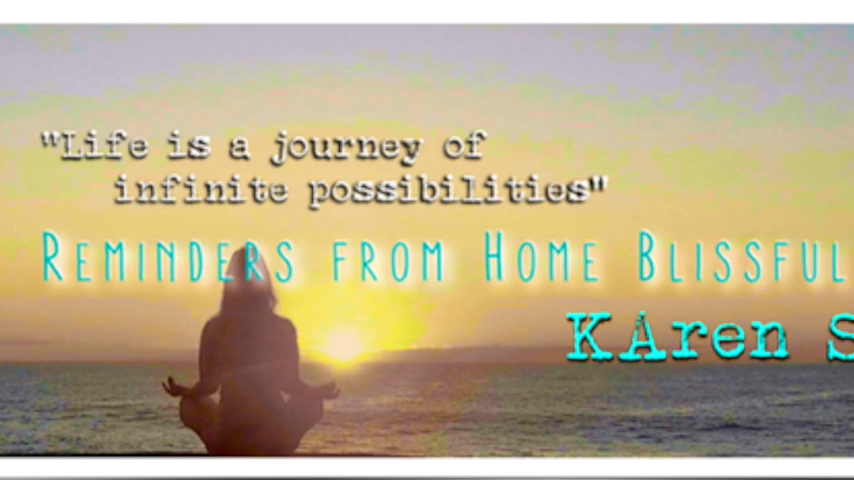 "Life is a journey of
infinite possibilities"
Reminders from Home Blissful
KAren S